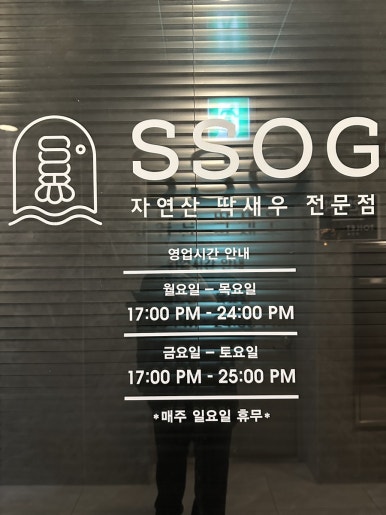 SSOG
자연산 딱새우 전문점
영업시간 안내
월요일 – 목요일
17:00 PM - 24:00 PM
금요일 – 토요일
17:00 PM - 25:00 PM
*매주 일요일 휴무*